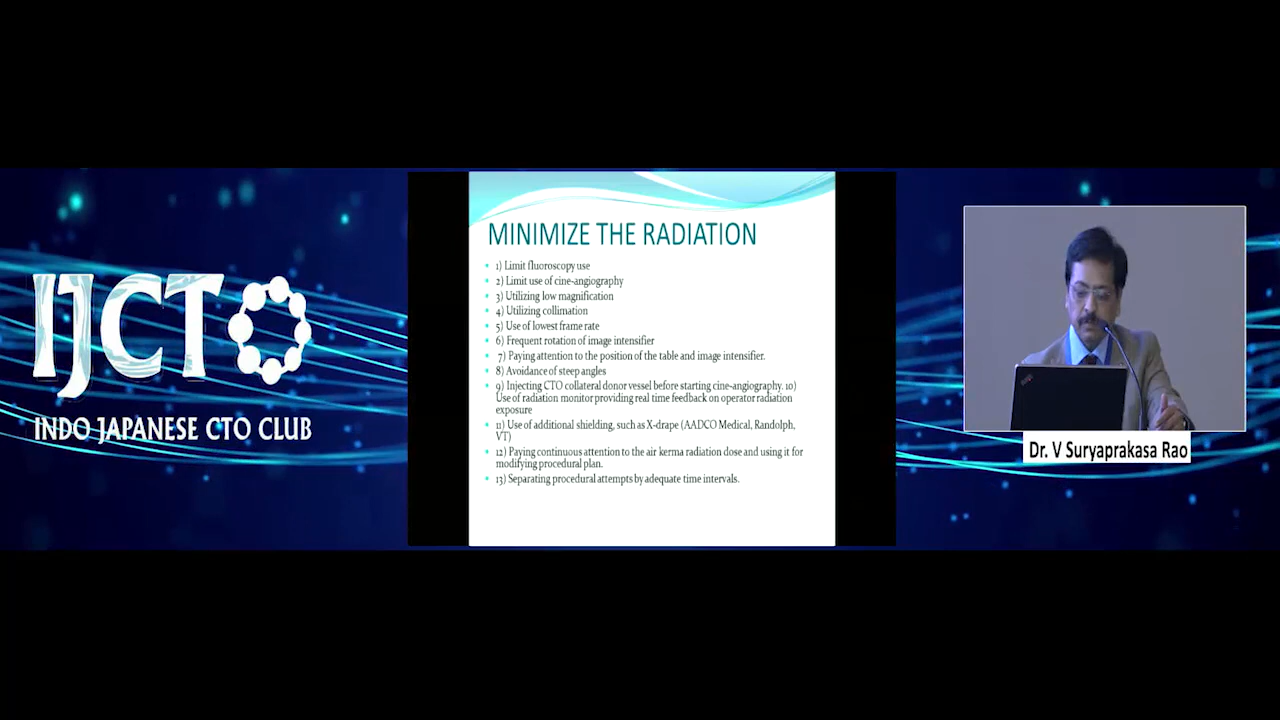 IJCTO
INDO JAPANESE CTO CLUB
MINIMIZE THE RADIATION
1) Limit fluoroscopy use
2) Limit use of cine-angiography
3) Utilizing low magnification
4) Utilizing collimation
5) Use of lowest frame rate
6) Frequent rotation of image intensifier
7) Paying attention to the position of the table and image intensifier.
8) Avoidance of steep angles
9) Injecting CTO collateral donor vessel before starting cine-angiography. 10)
Use of radiation monitor providing real time feedback on operator radiation
exposure
11) Use of additional shielding, such as X-drape (AADCO Medical, Randolph,
VT)
12) Paying continuous attention to the air kerma radiation dose and using it for
modifying procedural plan.
13) Separating procedural attempts by adequate time intervals.
Dr. V Suryaprakasa Rao